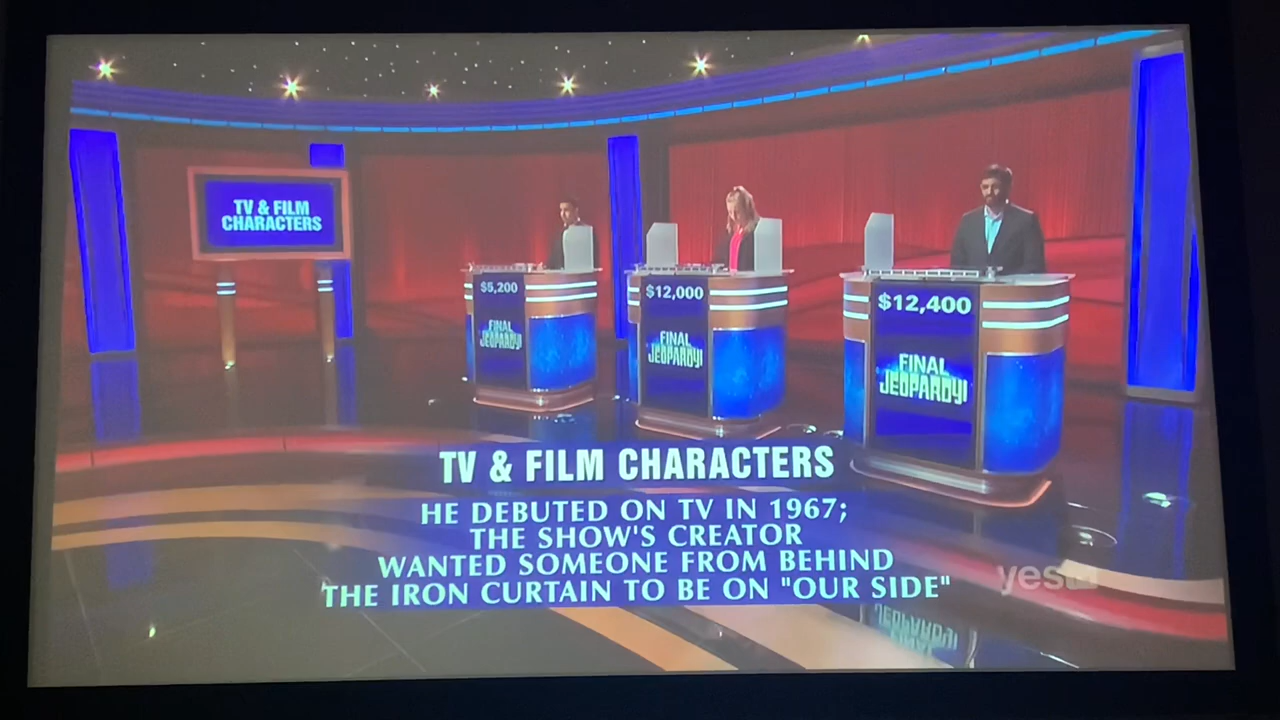 TV & FILM
CHARACTERS
$5,200
FINAL
JEOPARDY!
$12,000
FINAL
JEOPARDY!
$12,400
FINAL
JEOPARDY!
TV & FILM CHARACTERS
HE DEBUTED ON TV IN 1967;
THE SHOW'S CREATOR
WANTED SOMEONE FROM BEHIND
THE IRON CURTAIN TO BE ON "OUR SIDE"
yes